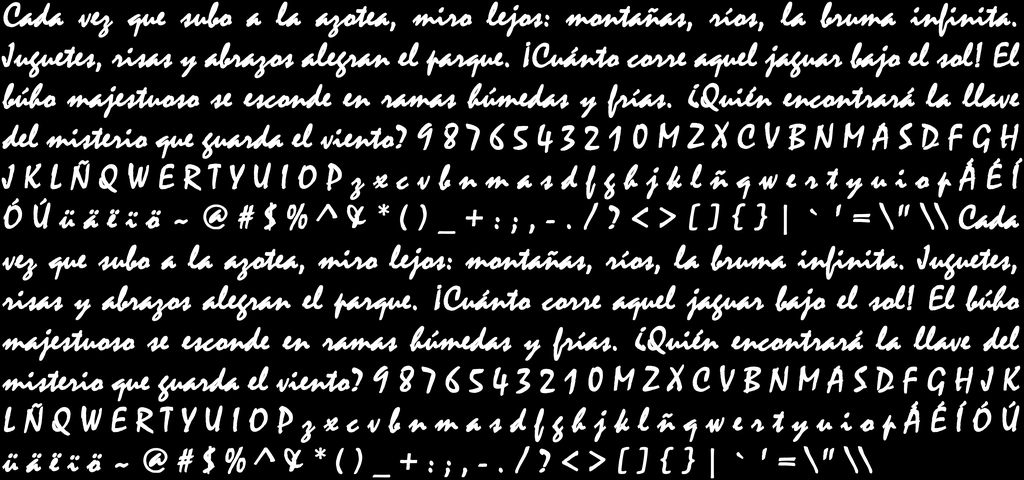 Cada vez que subo a la azotea, miro lejos: montañas, ríos, la bruma infinita.
Juguetes, risas y abrazos alegran el parque. ¡Cuánto corre aquel jaguar bajo el sol! El
búho majestuoso se esconde en ramas húmedas y frías. ¿Quién encontrará la llave
del misterio que guarda el viento? 9 8 7 6 5 4 3 2 1 0 M Z X C V B N M A S D F G H
J K L Ñ Q W E R T Y U I O P z x c v b n m a s d f g h j k l ñ q w e r t y u i o p Á É Í
Ó Ú ü ä ë ï ö ~ @ # $ % ^ & * ( ) _ + : ; , - . / ? < > [ ] { } | ` ' = \" \\ Cada
vez que subo a la azotea, miro lejos: montañas, ríos, la bruma infinita. Juguetes,
risas y abrazos alegran el parque. ¡Cuánto corre aquel jaguar bajo el sol! El búho
majestuoso se esconde en ramas húmedas y frías. ¿Quién encontrará la llave del
misterio que guarda el viento? 9 8 7 6 5 4 3 2 1 0 M Z X C V B N M A S D F G H J K
L Ñ Q W E R T Y U I O P z x c v b n m a s d f g h j k l ñ q w e r t y u i o p Á É Í Ó Ú
ü ä ë ï ö ~ @ # $ % ^ & * ( ) _ + : ; , - . / ? < > [ ] { } | ` ' = \" \\